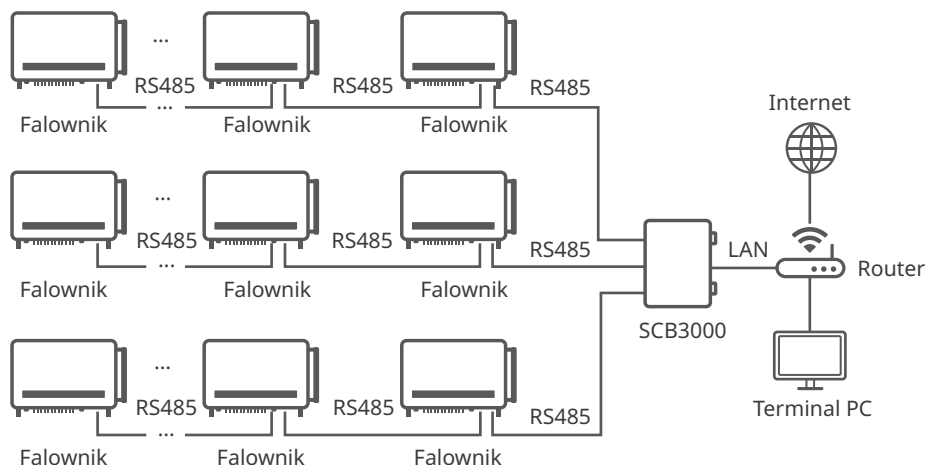 ...
RS485
RS485
RS485
...
Falownik
Falownik
Falownik
Internet
...
RS485
RS485
RS485
...
Falownik
Falownik
Falownik
LAN
Router
SCB3000
...
RS485
RS485
RS485
...
Falownik
Falownik
Falownik
Terminal PC